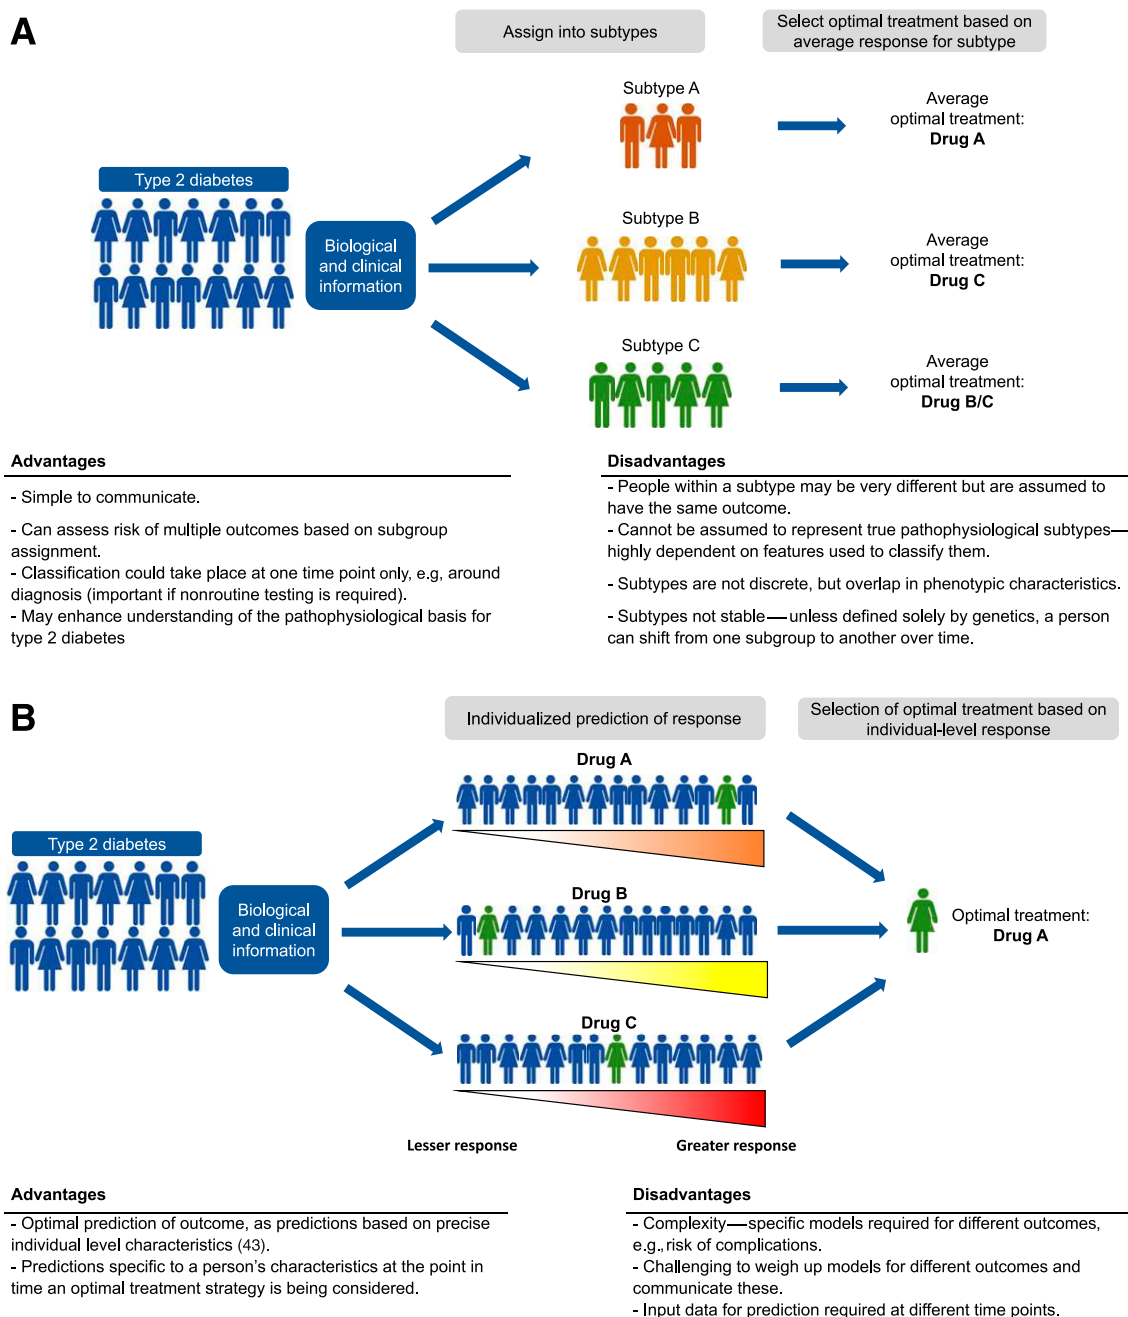 A
Assign into subtypes
Select optimal treatment based on
average response for subtype
Type 2 diabetes
Biological
and clinical
information
Subtype A
Average
optimal treatment:
Drug A
Subtype B
Average
optimal treatment:
Drug C
Subtype C
Average
optimal treatment:
Drug B/C
Advantages
- Simple to communicate.
- Can assess risk of multiple outcomes based on subgroup
assignment.
- Classification could take place at one time point only, e.g, around
diagnosis (important if nonroutine testing is required).
- May enhance understanding of the pathophysiological basis for
type 2 diabetes
Disadvantages
- People within a subtype may be very different but are assumed to
have the same outcome.
- Cannot be assumed to represent true pathophysiological subtypes—
highly dependent on features used to classify them.
- Subtypes are not discrete, but overlap in phenotypic characteristics.
- Subtypes not stable—unless defined solely by genetics, a person
can shift from one subgroup to another over time.
B
Individualized prediction of response
Selection of optimal treatment based on
individual-level response
Type 2 diabetes
Biological
and clinical
information
Drug A
Drug B
Drug C
Lesser response
Greater response
Optimal treatment:
Drug A
Advantages
- Optimal prediction of outcome, as predictions based on precise
individual level characteristics (43).
- Predictions specific to a person's characteristics at the point in
time an optimal treatment strategy is being considered.
Disadvantages
- Complexity—specific models required for different outcomes,
e.g., risk of complications.
- Challenging to weigh up models for different outcomes and
communicate these.
- Input data for prediction required at different time points.